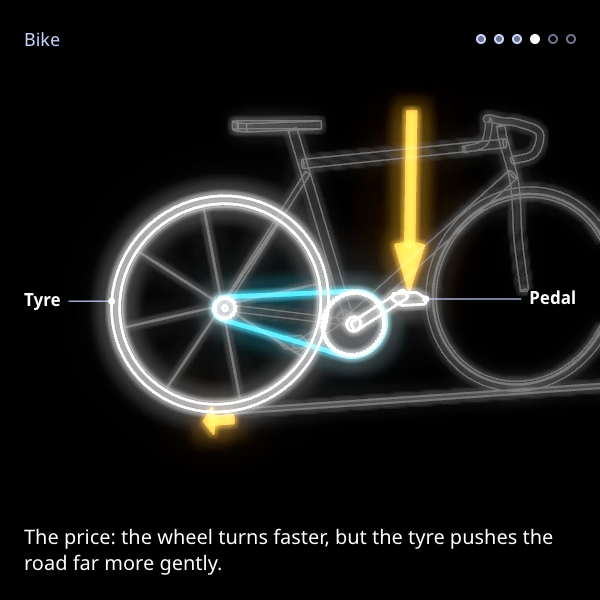 Bike
Tyre
Pedal
The price: the wheel turns faster, but the tyre pushes the
road far more gently.